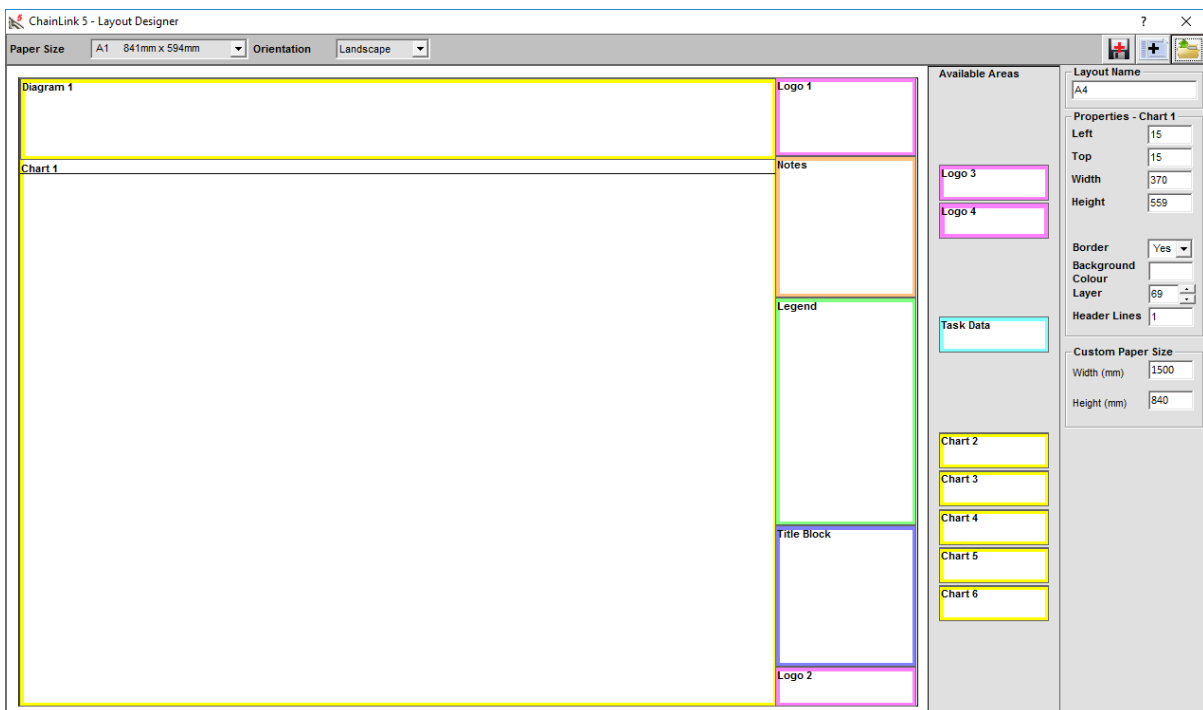 ChainLink 5 - Layout Designer
?
Paper Size
A1 841mm x 594mm
Orientation
Landscape
Diagram 1
Chart 1
Logo 1
Notes
Legend
Title Block
Logo 2
Available Areas
Logo 3
Logo 4
Task Data
Chart 2
Chart 3
Chart 4
Chart 5
Chart 6
Layout Name
A4
Properties - Chart 1
Left 15
Top 15
Width 370
Height 559
Border Yes
Background
Colour
Layer 69
Header Lines 1
Custom Paper Size
Width (mm) 1500
Height (mm) 840